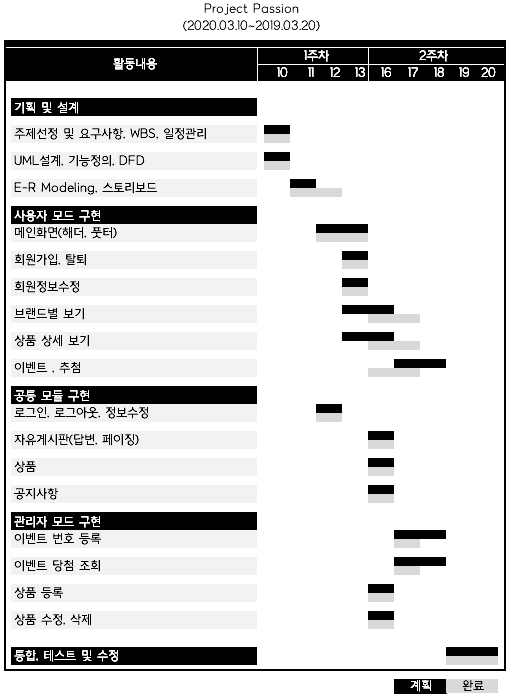 Project Passion
(2020.03.10~2019.03.20)
활동내용
1주차 2주차
10 11 12 13 16 17 18 19 20
기획 및 설계
주제선정 및 요구사항, WBS, 일정관리
UML설계, 기능정의, DFD
E-R Modeling, 스토리보드
사용자 모드 구현
메인화면(해더, 풋터)
회원가입, 탈퇴
회원정보수정
브랜드별 보기
상품 상세 보기
이벤트 , 추첨
공통 모듈 구현
로그인, 로그아웃, 정보수정
자유게시판(답변, 페이징)
상품
공지사항
관리자 모드 구현
이벤트 번호 등록
이벤트 당첨 조회
상품 등록
상품 수정, 삭제
통합, 테스트 및 수정
계획 완료